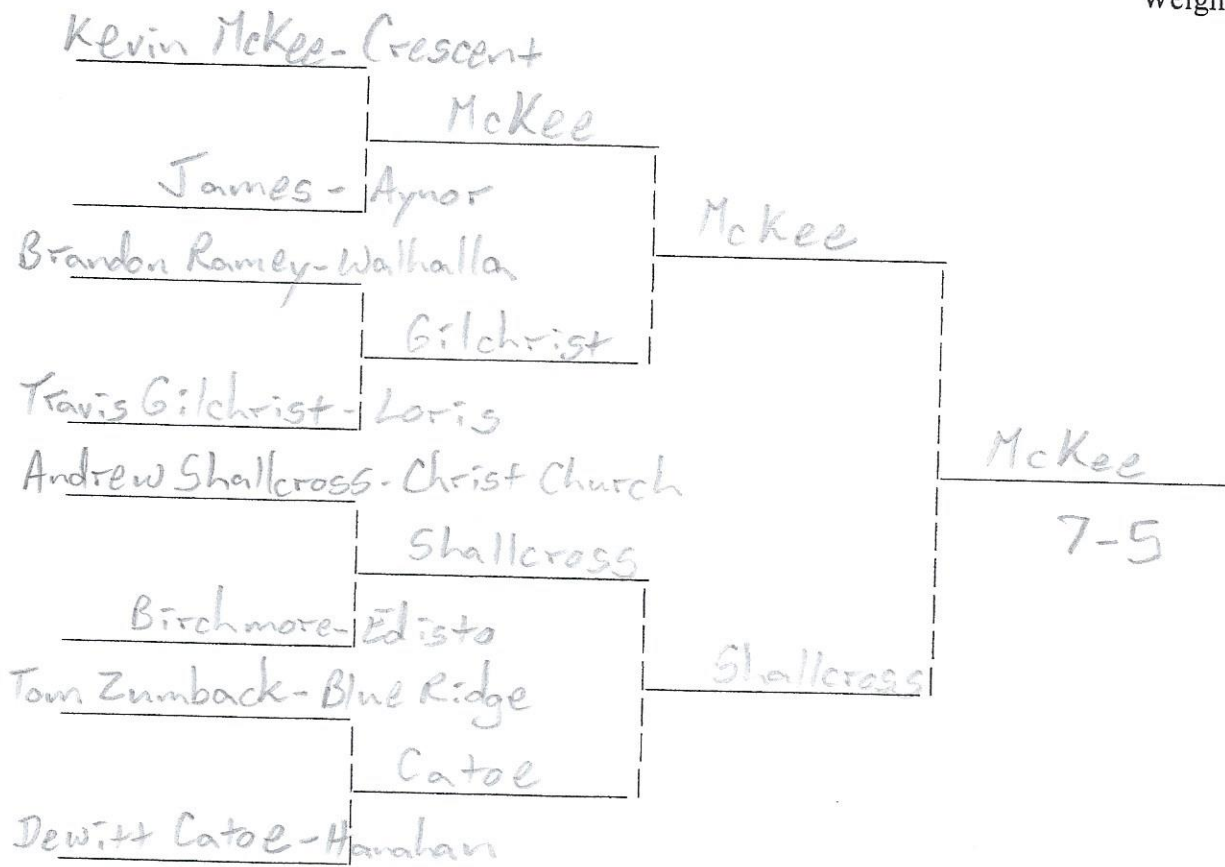 Weigh
Kevin McKee-Crescent
McKee
James-Aynor
McKee
Brandon Ramey-Walhalla
Gilchrist
Travis Gilchrist-Loris
McKee
Andrew Shallcross-Christ Church
7-5
Shallcross
Birchmore-Edisto
Shallcross
Tom Zumback-Blue Ridge
Catoe
Dewitt Catoe-Hanahan